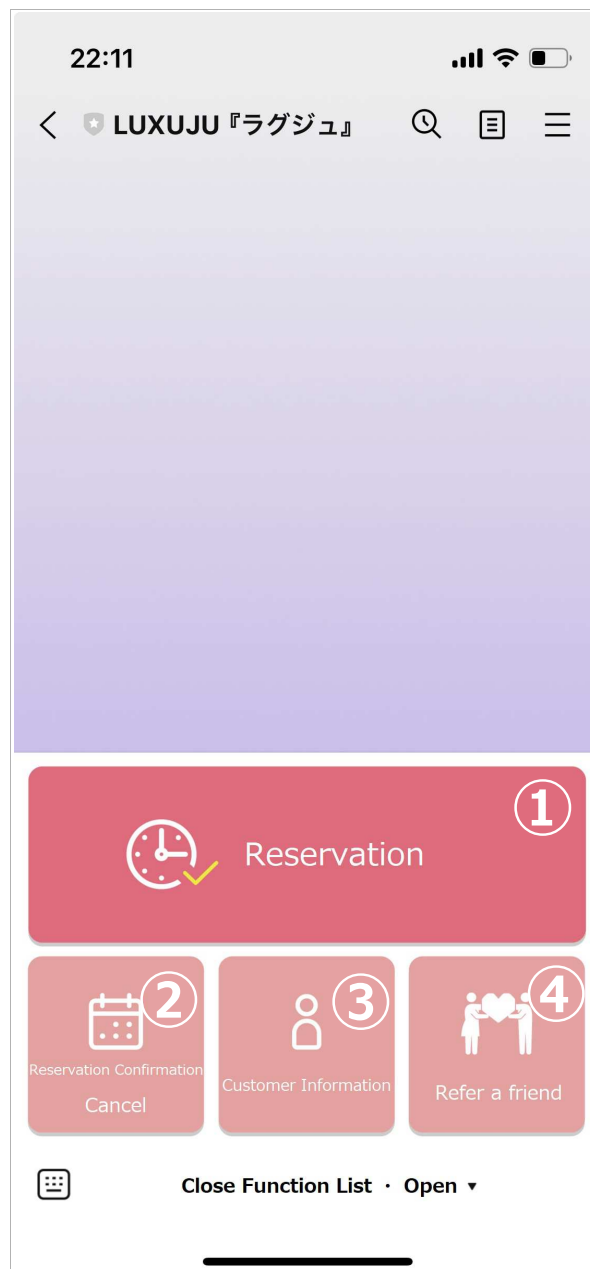 22:11
LUXUJU『ラグジュ』
①
Reservation
②
Reservation Confirmation
Cancel
③
Customer Information
④
Refer a friend
Close Function List ・ Open ▼